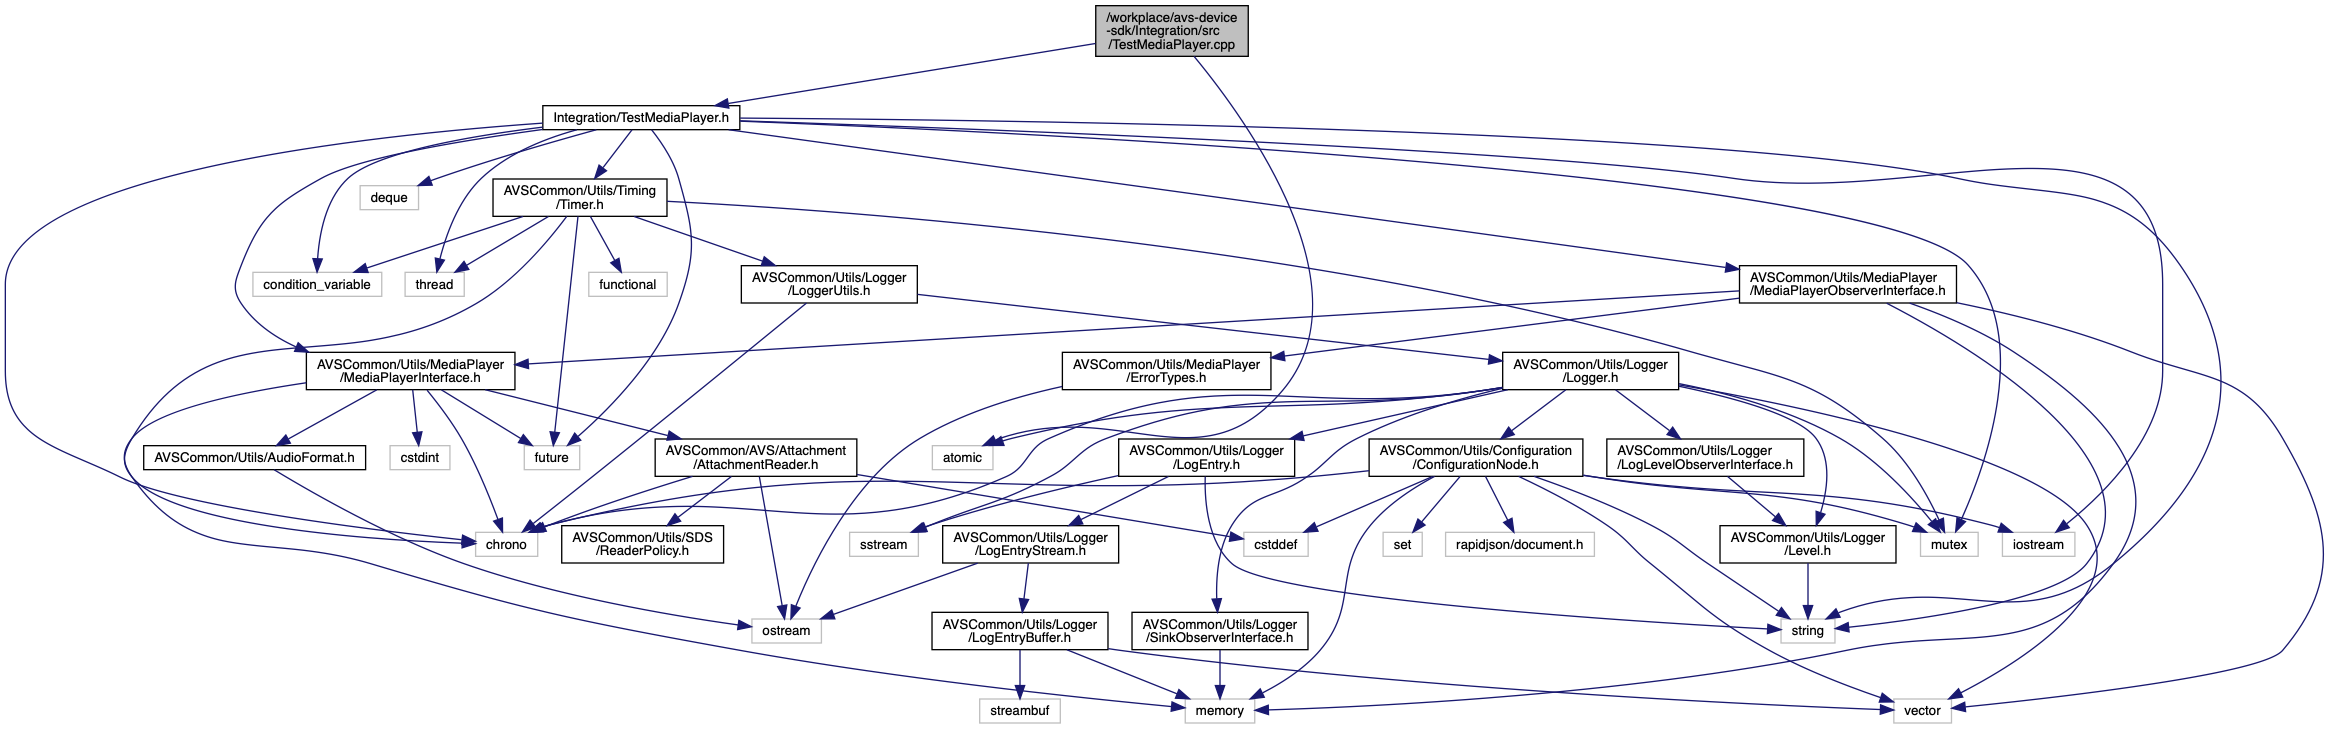 /workplace/avs-device
-sdk/Integration/src
/TestMediaPlayer.cpp
Integration/TestMediaPlayer.h
deque
AVSCommon/Utils/Timing
/Timer.h
condition_variable
thread
functional
AVSCommon/Utils/Logger
/LoggerUtils.h
AVSCommon/Utils/MediaPlayer
/MediaPlayerObserverInterface.h
AVSCommon/Utils/MediaPlayer
/MediaPlayerInterface.h
AVSCommon/Utils/MediaPlayer
/ErrorTypes.h
AVSCommon/Utils/Logger
/Logger.h
AVSCommon/Utils/AudioFormat.h
cstdint
future
AVSCommon/AVS/Attachment
/AttachmentReader.h
atomic
AVSCommon/Utils/Logger
/LogEntry.h
AVSCommon/Utils/Configuration
/ConfigurationNode.h
AVSCommon/Utils/Logger
/LogLevelObserverInterface.h
chrono
AVSCommon/Utils/SDS
/ReaderPolicy.h
sstream
AVSCommon/Utils/Logger
/LogEntryStream.h
cstddef
set
rapidjson/document.h
AVSCommon/Utils/Logger
/Level.h
mutex
iostream
ostream
AVSCommon/Utils/Logger
/LogEntryBuffer.h
AVSCommon/Utils/Logger
/SinkObserverInterface.h
string
streambuf
memory
vector